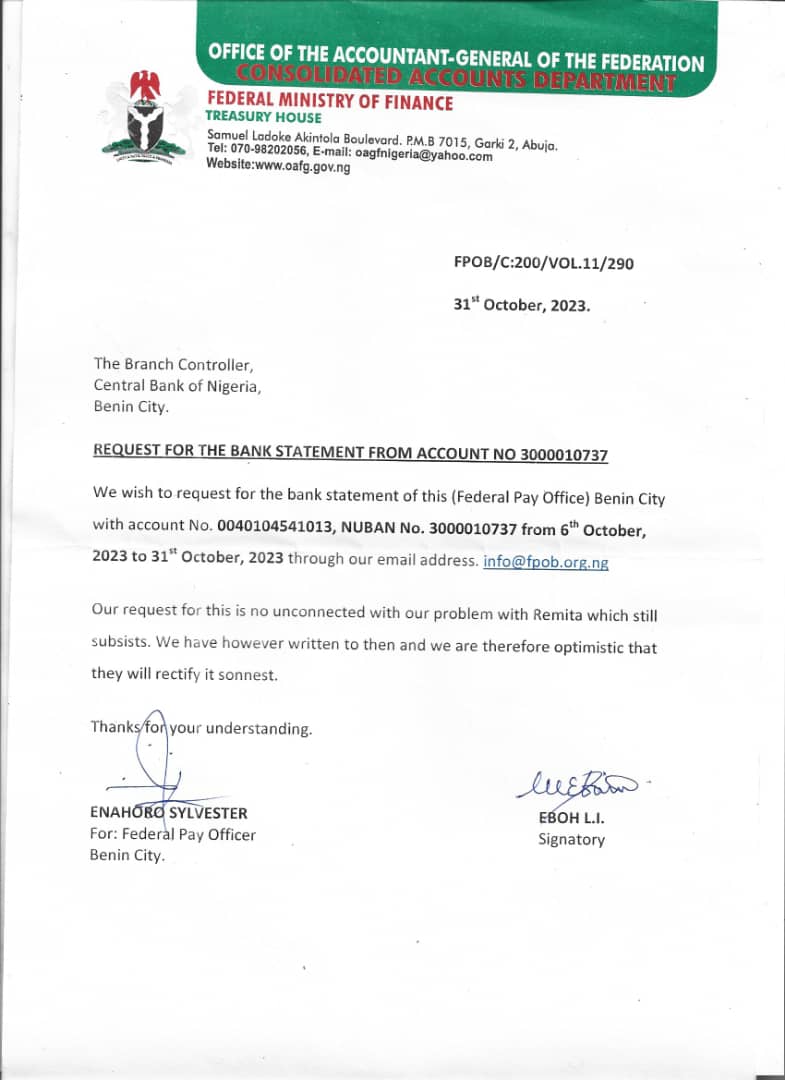 OFFICE OF THE ACCOUNTANT-GENERAL OF THE FEDERATION
CONSOLIDATED ACCOUNTS DEPARTMENT
FEDERAL MINISTRY OF FINANCE
TREASURY HOUSE
Samuel Ladoke Akintola Boulevard. P.M.B 7015, Garki 2, Abuja.
Tel: 070-98202056, E-mail: oagfnigeria@yahoo.com
Website:www.oafg.gov.ng
FPOB/C:200/VOL.11/290
31st October, 2023.
The Branch Controller,
Central Bank of Nigeria,
Benin City.
REQUEST FOR THE BANK STATEMENT FROM ACCOUNT NO 3000010737
We wish to request for the bank statement of this (Federal Pay Office) Benin City
with account No. 0040104541013, NUBAN No. 3000010737 from 6th October,
2023 to 31st October, 2023 through our email address. info@fpob.org.ng
Our request for this is no unconnected with our problem with Remita which still
subsists. We have however written to then and we are therefore optimistic that
they will rectify it sonnest.
Thanks for your understanding.
ENAHORO SYLVESTER
For: Federal Pay Officer
Benin City.
EBOH L.I.
Signatory